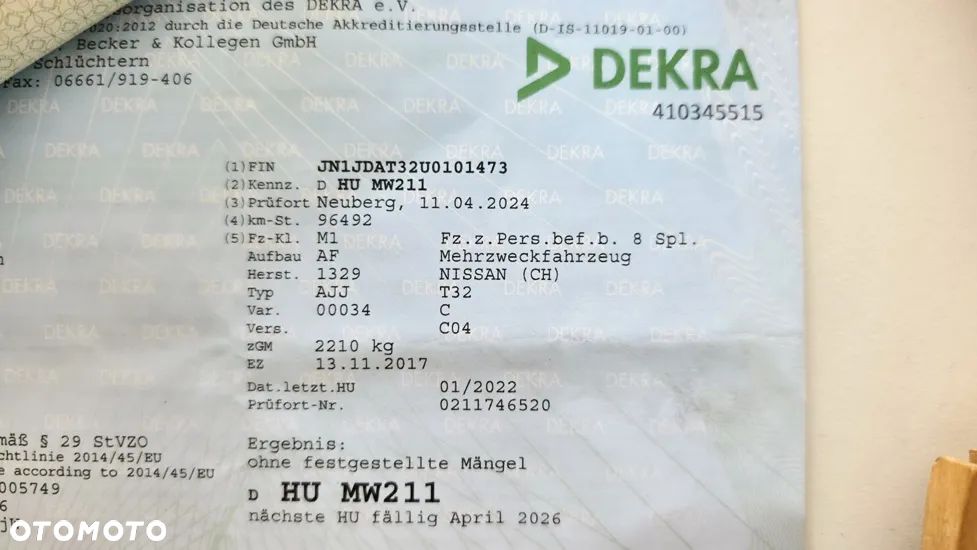 organisation des DEKRA e.V.
020:2012 durch die Deutsche Akkreditierungsstelle (D-IS-11019-01-00)
. Becker & Kollegen GmbH
Schlüchtern
Fax: 06661/919-406
DEKRA
410345515
(1) FIN JN1JDAT32U0101473
(2) Kennz. D HU MW211
(3) Prüfort Neuberg, 11.04.2024
(4) km-St. 96492
(5) Fz-Kl. M1 Fz.z.Pers.bef.b. 8 Spl.
Aufbau AF Mehrzweckfahrzeug
Herst. 1329 NISSAN (CH)
Typ AJJ T32
Var. 00034 C
Vers. C04
zGM 2210 kg
EZ 13.11.2017
Dat.letzt.HU 01/2022
Prüfort-Nr. 0211746520
mäß § 29 StVZO
chtlinie 2014/45/EU
e according to 2014/45/EU
005749
6
Ergebnis:
ohne festgestellte Mängel
D HU MW211
nächste HU fällig April 2026
OTOMOTO